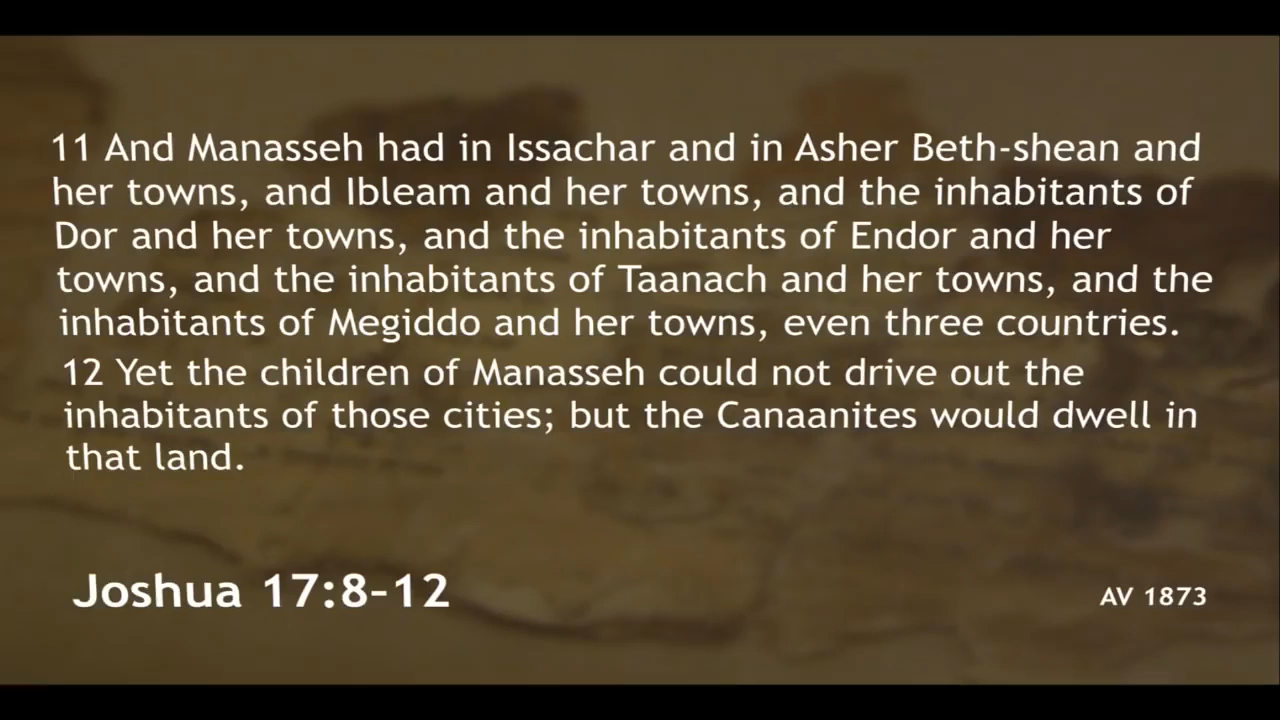 11 And Manasseh had in Issachar and in Asher Beth-shean and
her towns, and Ibleam and her towns, and the inhabitants of
Dor and her towns, and the inhabitants of Endor and her
towns, and the inhabitants of Taanach and her towns, and the
inhabitants of Megiddo and her towns, even three countries.
12 Yet the children of Manasseh could not drive out the
inhabitants of those cities; but the Canaanites would dwell in
that land.
Joshua 17:8–12
AV 1873